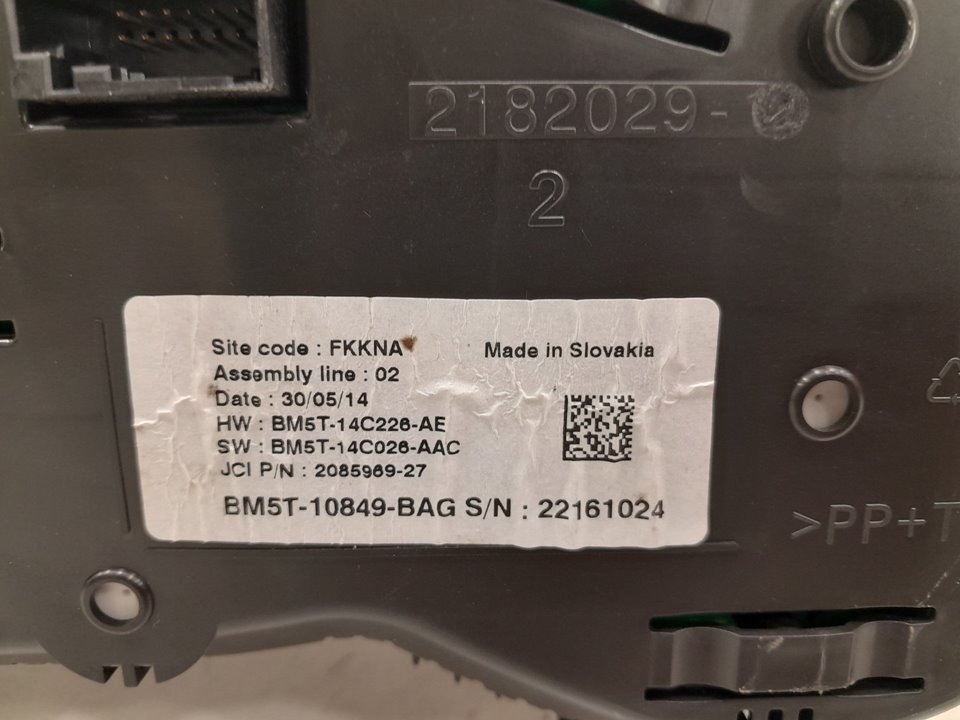 2182029-
2
Site code : FKKNA
Made in Slovakia
Assembly line : 02
Date : 30/05/14
HW : BM5T-14C226-AE
SW : BM5T-14C026-AAC
JCI P/N : 2085969-27
BM5T-10849-BAG S/N : 22161024
>PP+T